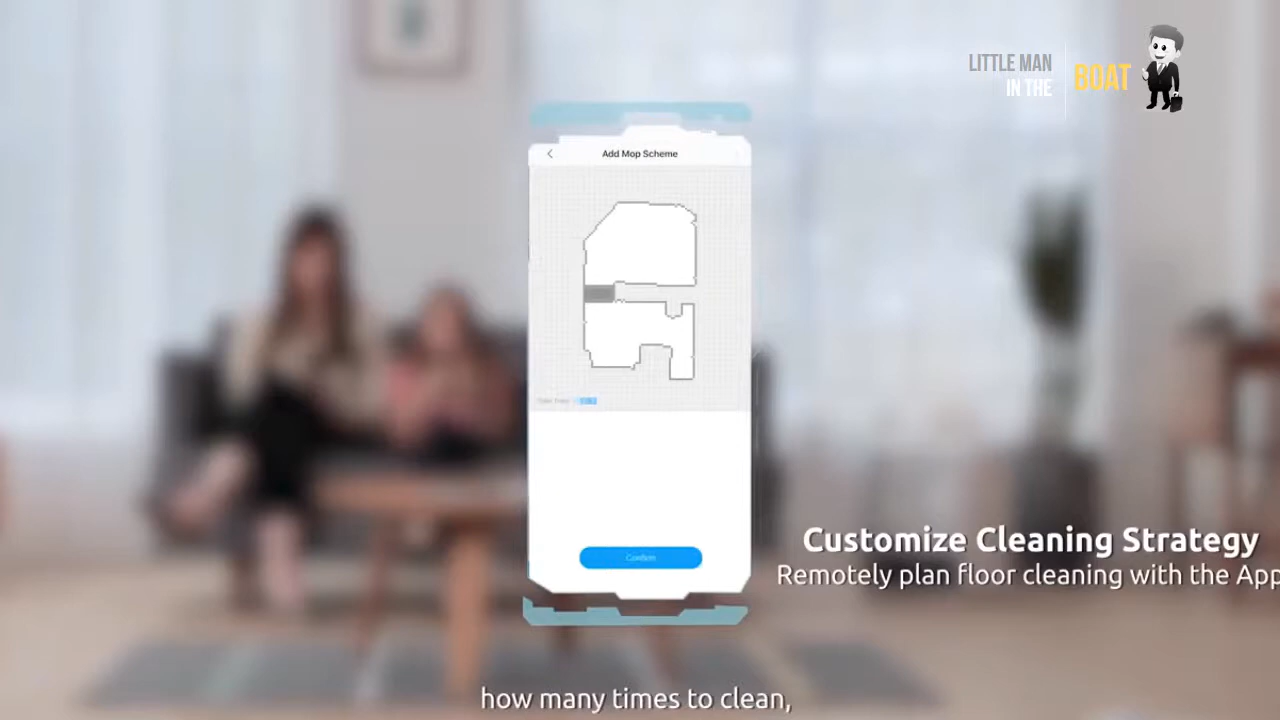 LITTLE MAN
IN THE
BOAT
Add Mop Scheme
Confirm
Customize Cleaning Strategy
Remotely plan floor cleaning with the App
how many times to clean,